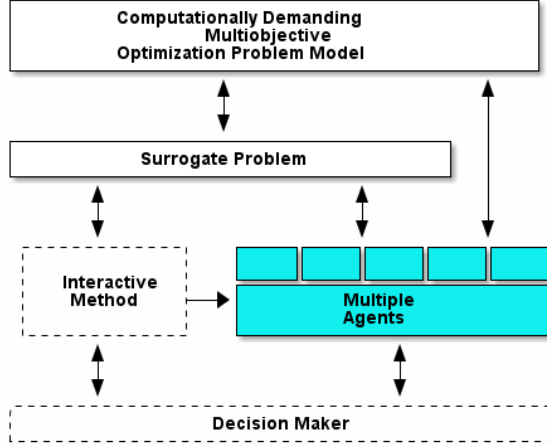 Computationally Demanding
Multiobjective
Optimization Problem Model
Surrogate Problem
Interactive
Method
Multiple
Agents
Decision Maker